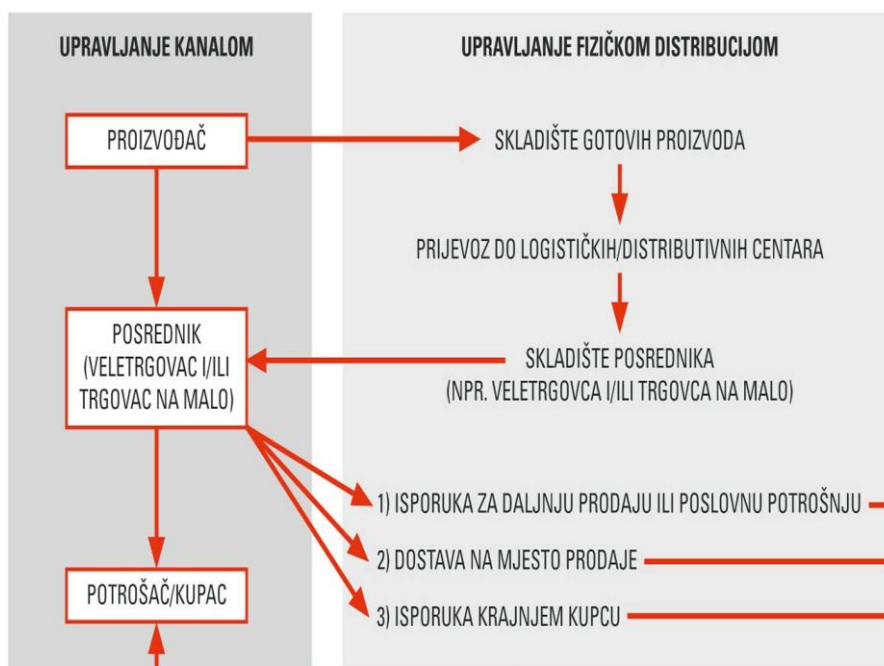 UPRAVLJANJE KANALOM
PROIZVOĐAČ
POSREDNIK
(VELETRGOVAC I/ILI
TRGOVAC NA MALO)
POTROŠAČ/KUPAC
UPRAVLJANJE FIZIČKOM DISTRIBUCIJOM
SKLADIŠTE GOTOVIH PROIZVODA
PRIJEVOZ DO LOGISTIČKIH/DISTRIBUTIVNIH CENTARA
SKLADIŠTE POSREDNIKA
(NPR. VELETRGOVCA I/ILI TRGOVCA NA MALO)
1) ISPORUKA ZA DALJNJU PRODAJU ILI POSLOVNU POTROŠNJU
2) DOSTAVA NA MJESTO PRODAJE
3) ISPORUKA KRAJNJEM KUPCU